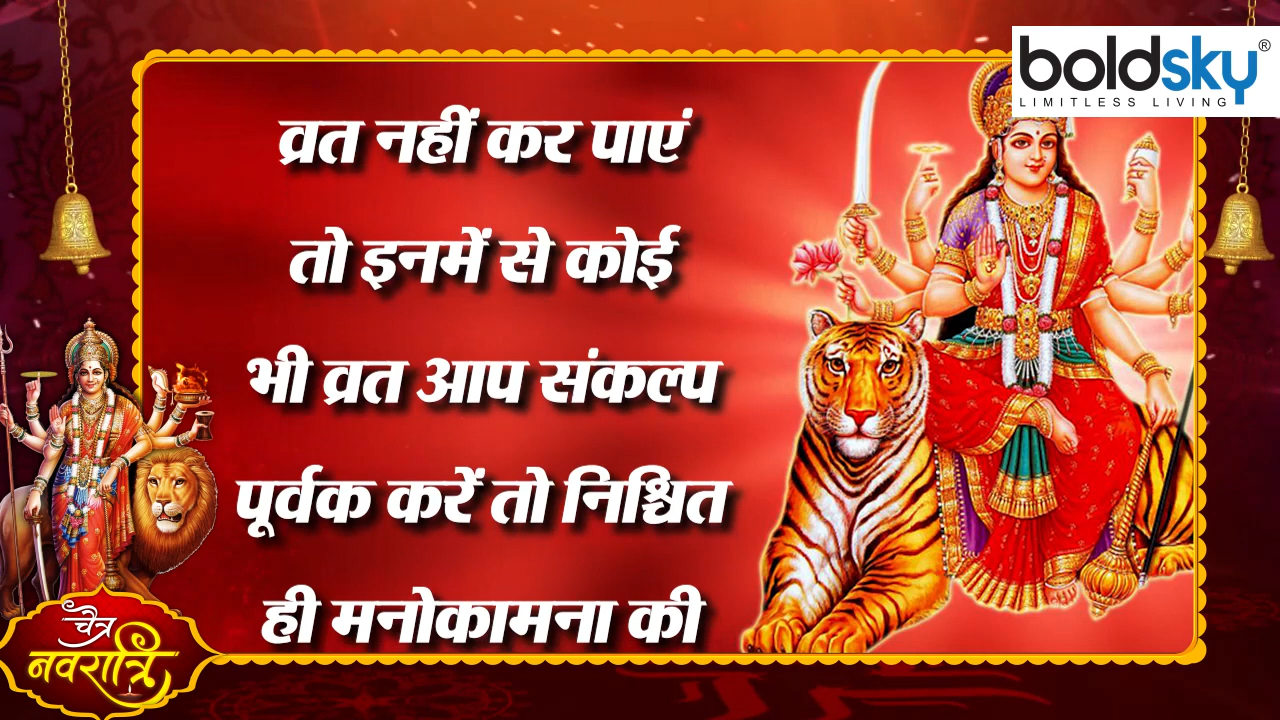 boldsky®
LIMITLESS LIVING
व्रत नहीं कर पाएं
तो इनमें से कोई
भी व्रत आप संकल्प
पूर्वक करें तो निश्चित
ही मनोकामना की
चैत्र
नवरात्रि